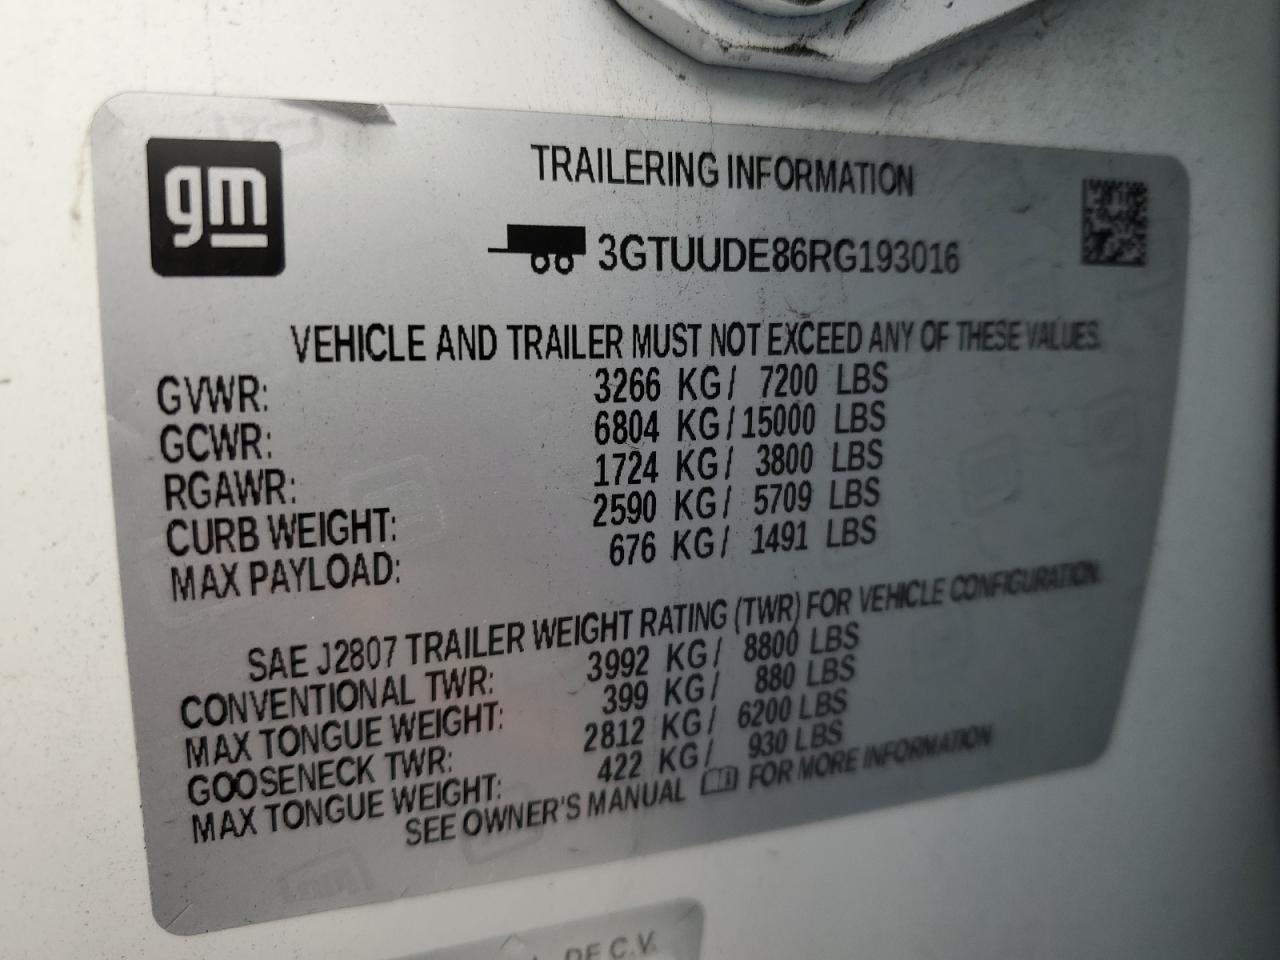 gm
TRAILERING INFORMATION
3GTUUDE86RG193016
VEHICLE AND TRAILER MUST NOT EXCEED ANY OF THESE VALUES.
GVWR: 3266 KG/ 7200 LBS
GCWR: 6804 KG/15000 LBS
RGAWR: 1724 KG/ 3800 LBS
CURB WEIGHT: 2590 KG/ 5709 LBS
MAX PAYLOAD: 676 KG/ 1491 LBS
SAE J2807 TRAILER WEIGHT RATING (TWR) FOR VEHICLE CONFIGURATION.
CONVENTIONAL TWR: 3992 KG/ 8800 LBS
MAX TONGUE WEIGHT: 399 KG/ 880 LBS
GOOSENECK TWR: 2812 KG/ 6200 LBS
MAX TONGUE WEIGHT: 422 KG/ 930 LBS
SEE OWNER'S MANUAL FOR MORE INFORMATION
DE C.V.